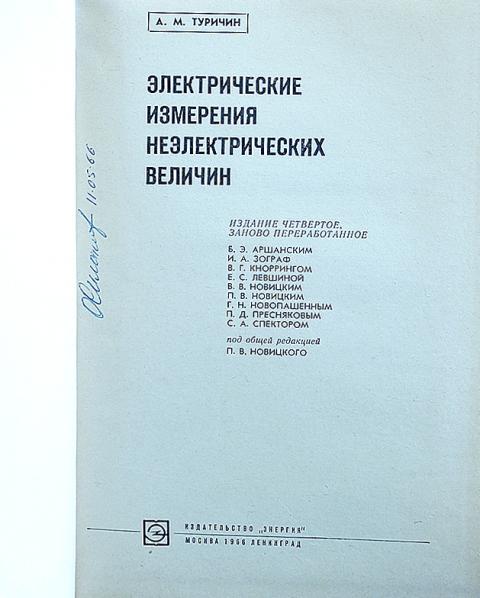 А. М. ТУРИЧИН
ЭЛЕКТРИЧЕСКИЕ
ИЗМЕРЕНИЯ
НЕЭЛЕКТРИЧЕСКИХ
ВЕЛИЧИН
ИЗДАНИЕ ЧЕТВЕРТОЕ,
ЗАНОВО ПЕРЕРАБОТАННОЕ
Б. Э. АРШАНСКИМ
И. А. ЗОГРАФ
В. Г. КНОРРИНГОМ
Е. С. ЛЕВШИНОЙ
В. В. НОВИЦКИМ
П. В. НОВИЦКИМ
Г. Н. НОВОПАШЕННЫМ
П. Д. ПРЕСНЯКОВЫМ
С. А. СПЕКТОРОМ
под общей редакцией
П. В. НОВИЦКОГО
11.05.66
ИЗДАТЕЛЬСТВО „ЭНЕРГИЯ"
МОСКВА 1966 ЛЕНИНГРАД